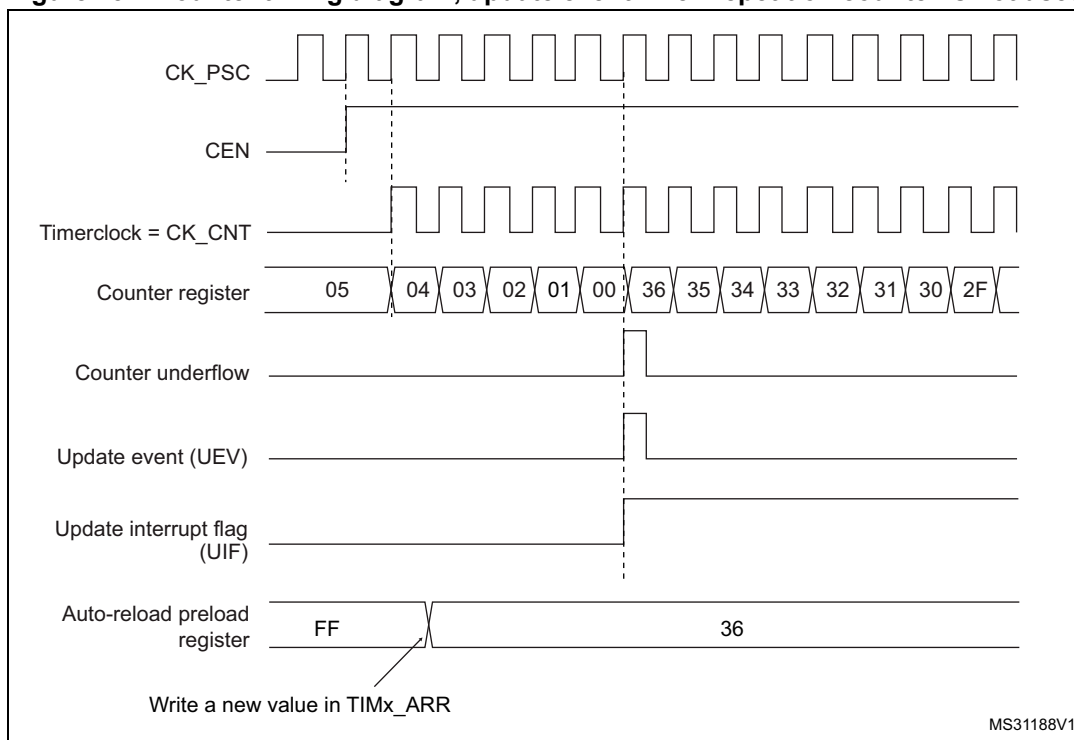 CK_PSC
CEN
Timerclock = CK_CNT
Counter register 05 04 03 02 01 00 36 35 34 33 32 31 30 2F
Counter underflow
Update event (UEV)
Update interrupt flag
(UIF)
Auto-reload preload
register
FF 36
Write a new value in TIMx_ARR
MS31188V1